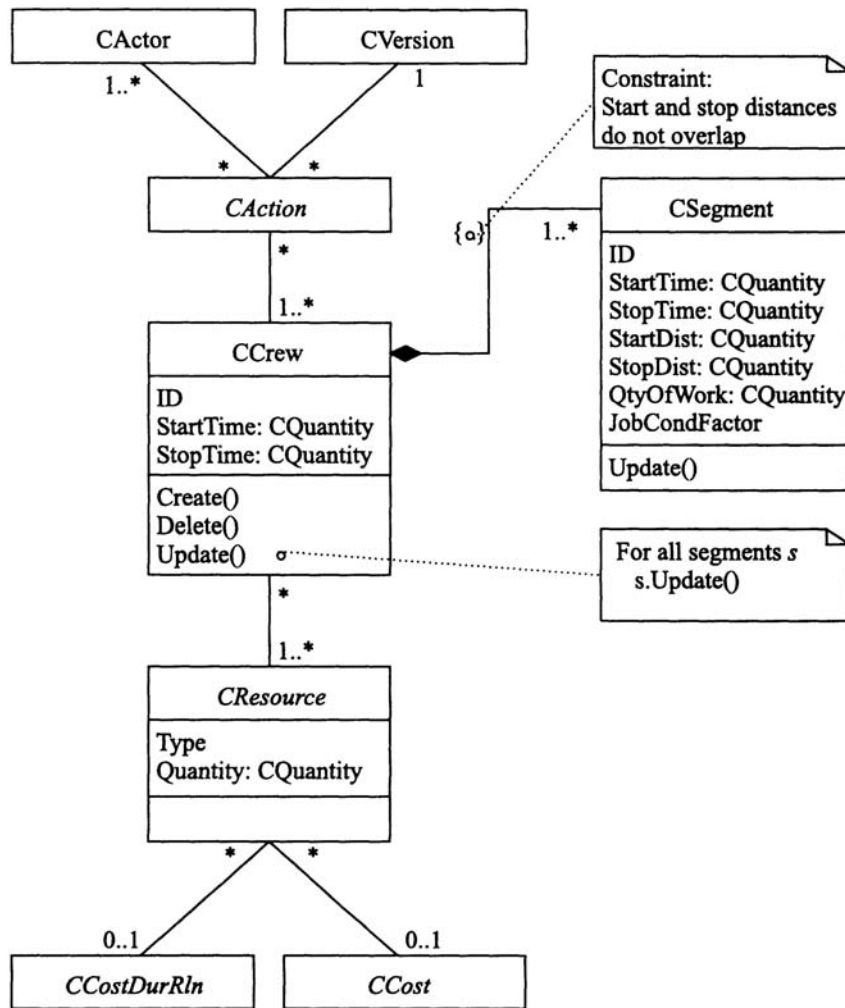 CActor
CVersion
1..*
1
Constraint:
Start and stop distances
do not overlap
*
*
CAction
*
1..*
{ }
1..*
CSegment
ID
StartTime: CQuantity
StopTime: CQuantity
StartDist: CQuantity
StopDist: CQuantity
QtyOfWork: CQuantity
JobCondFactor
Update()
CCrew
ID
StartTime: CQuantity
StopTime: CQuantity
Create()
Delete()
Update()
For all segments s
s.Update()
*
1..*
CResource
Type
Quantity: CQuantity
*
*
0..1
0..1
CCostDurRln
CCost